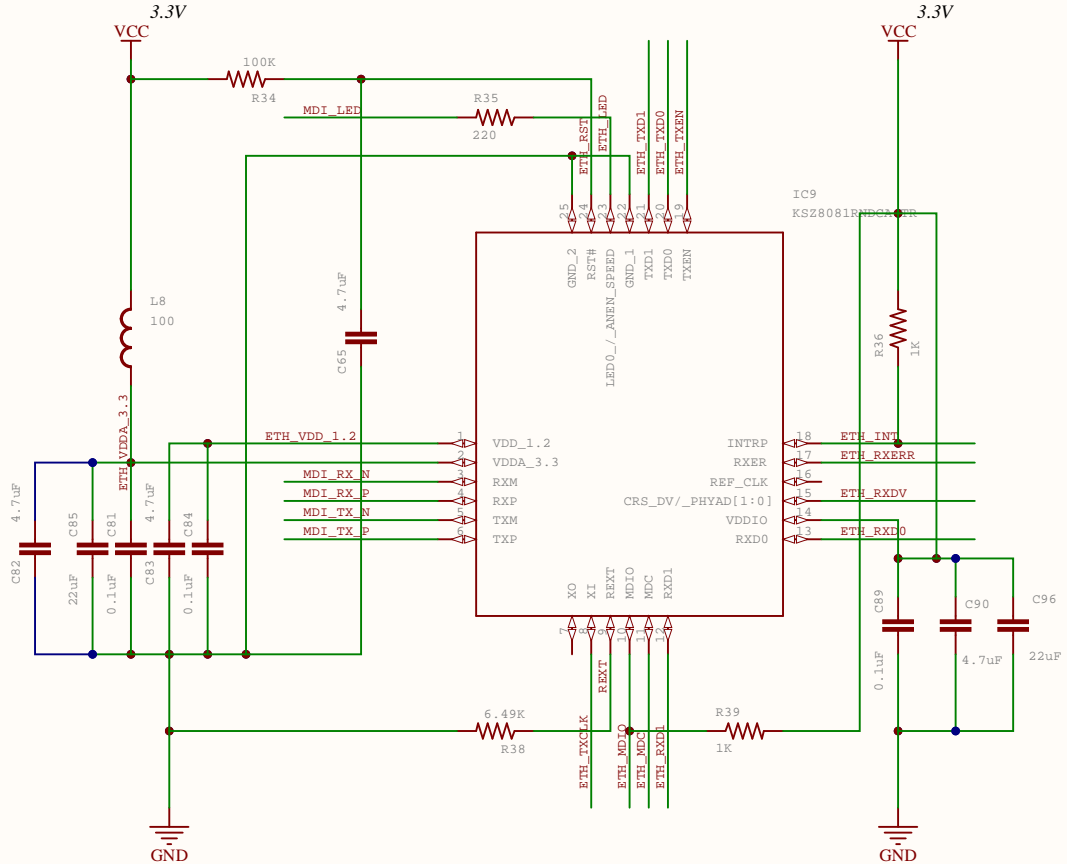 3.3V
3.3V
VCC
VCC
100K
R34
MDI_LED
R35
220
ETH_RST
ETH_LED
ETH_TXD1
ETH_TXD0
ETH_TXEN
25
24
23
22
21
20
19
IC9
KSZ8081RNDCA-TR
GND_2
RST#
LED0_/_ANEN_SPEED
GND_1
TXD1
TXD0
TXEN
L8
100
4.7uF
C65
R36
1K
ETH_VDDA_3.3
ETH_VDD_1.2
1
VDD_1.2
INTRP
18
ETH_INT
2
VDDA_3.3
RXER
17
ETH_RXERR
MDI_RX_N
3
RXM
REF_CLK
16
MDI_RX_P
4
RXP
CRS_DV/_PHYAD[1:0]
15
ETH_RXDV
MDI_TX_N
5
TXM
VDDIO
14
MDI_TX_P
6
TXP
RXD0
13
ETH_RXD0
4.7uF
C82
C85
22uF
C81
0.1uF
4.7uF
C83
C84
0.1uF
XO
XI
REXT
MDIO
MDC
RXD1
7
8
9
10
11
12
C89
0.1uF
C90
4.7uF
C96
22uF
REXT
6.49K
R38
ETH_TXCLK
ETH_MDIO
ETH_MDC
ETH_RXD1
R39
1K
GND
GND